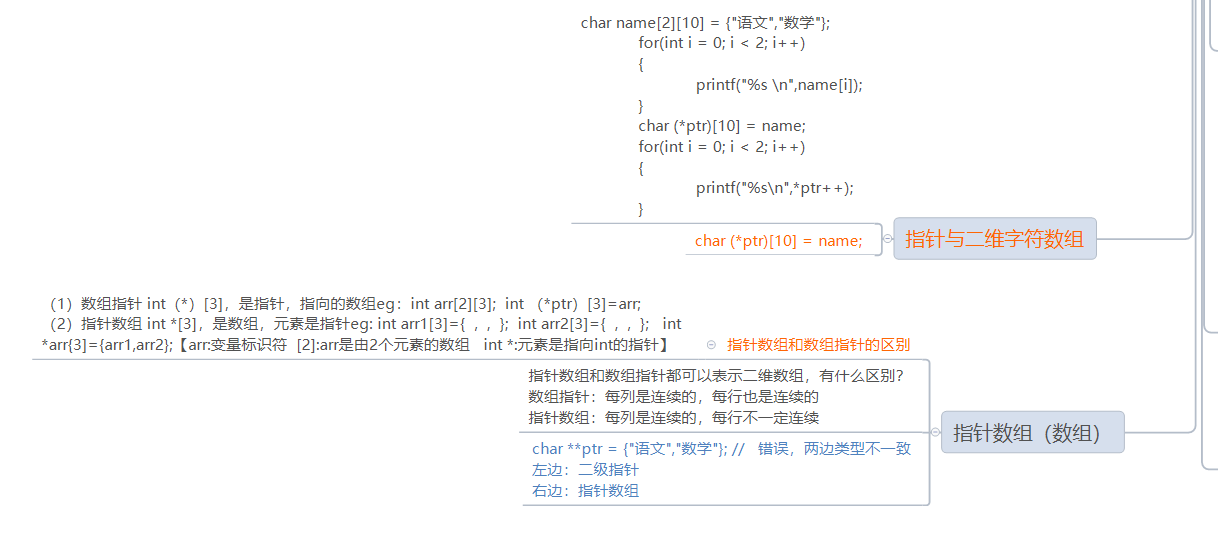 char name[2][10] = {"语文","数学"};
for(int i = 0; i < 2; i++)
{
printf("%s \n",name[i]);
}
char (*ptr)[10] = name;
for(int i = 0; i < 2; i++)
{
printf("%s\n",*ptr++);
}
char (*ptr)[10] = name;
指针与二维字符数组
（1）数组指针 int（*）[3]，是指针，指向的数组eg：int arr[2][3]; int （*ptr）[3]=arr;
（2）指针数组 int *[3]，是数组，元素是指针eg: int arr1[3]={ , , }; int arr2[3]={ , , }; int
*arr{3]={arr1,arr2};【arr:变量标识符 [2]:arr是由2个元素的数组 int *:元素是指向int的指针】
指针数组和数组指针的区别
指针数组和数组指针都可以表示二维数组，有什么区别？
数组指针：每列是连续的，每行也是连续的
指针数组：每列是连续的，每行不一定连续
指针数组（数组）
char **ptr = {"语文","数学"}; // 错误，两边类型不一致
左边：二级指针
右边：指针数组